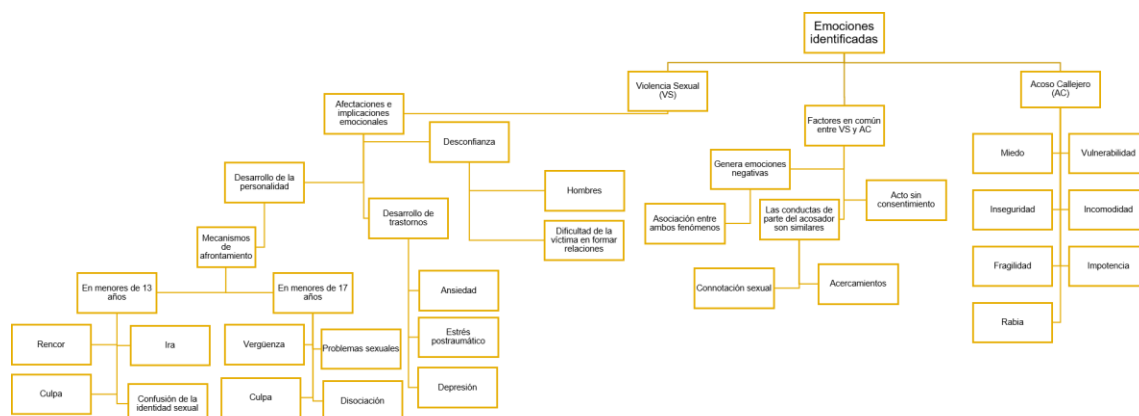 Emociones
identificadas
Violencia Sexual
(VS)
Acoso Callejero
(AC)
Afectaciones e
implicaciones
emocionales
Factores en común
entre VS y AC
Desconfianza
Miedo
Vulnerabilidad
Genera emociones
negativas
Desarrollo de la
personalidad
Hombres
Acto sin
consentimiento
Desarrollo de
trastornos
Asociación entre
ambos fenómenos
Las conductas de
parte del acosador
son similares
Inseguridad
Incomodidad
Mecanismos
de
afrontamiento
Dificultad de la
víctima en formar
relaciones
Fragilidad
Impotencia
En menores de 13
años
En menores de 17
años
Ansiedad
Connotación sexual
Acercamientos
Rabia
Rencor
Ira
Vergüenza
Problemas sexuales
Estrés
postraumático
Culpa
Confusión de la
identidad sexual
Culpa
Disociación
Depresión